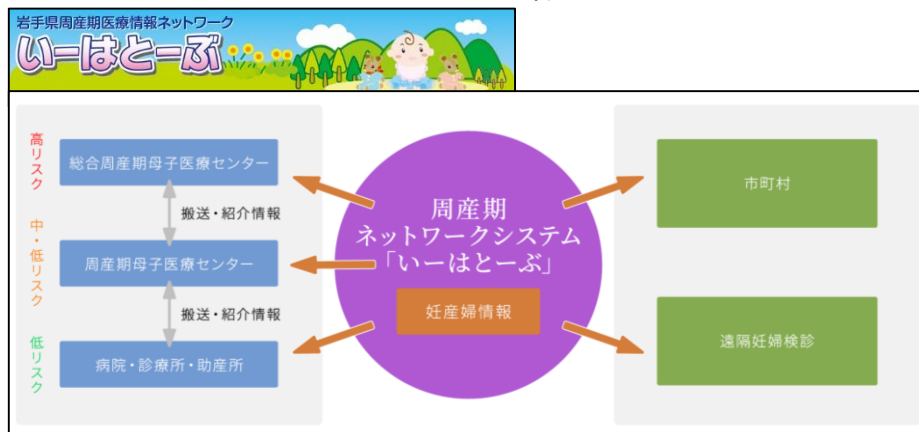 岩手県周産期医療情報ネットワーク
いーはとーぶ
高リスク
総合周産期母子医療センター
搬送・紹介情報
中・低リスク
周産期母子医療センター
搬送・紹介情報
低リスク
病院・診療所・助産所
周産期
ネットワークシステム
「いーはとーぶ」
妊産婦情報
市町村
遠隔妊婦検診